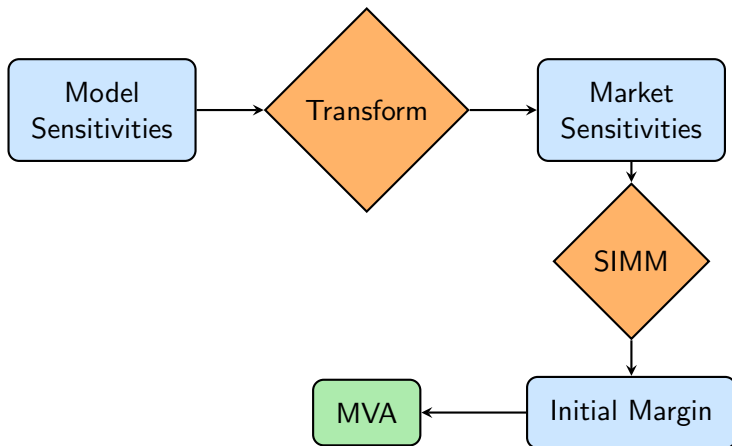 Model
Sensitivities
Transform
Market
Sensitivities
SIMM
MVA
Initial Margin